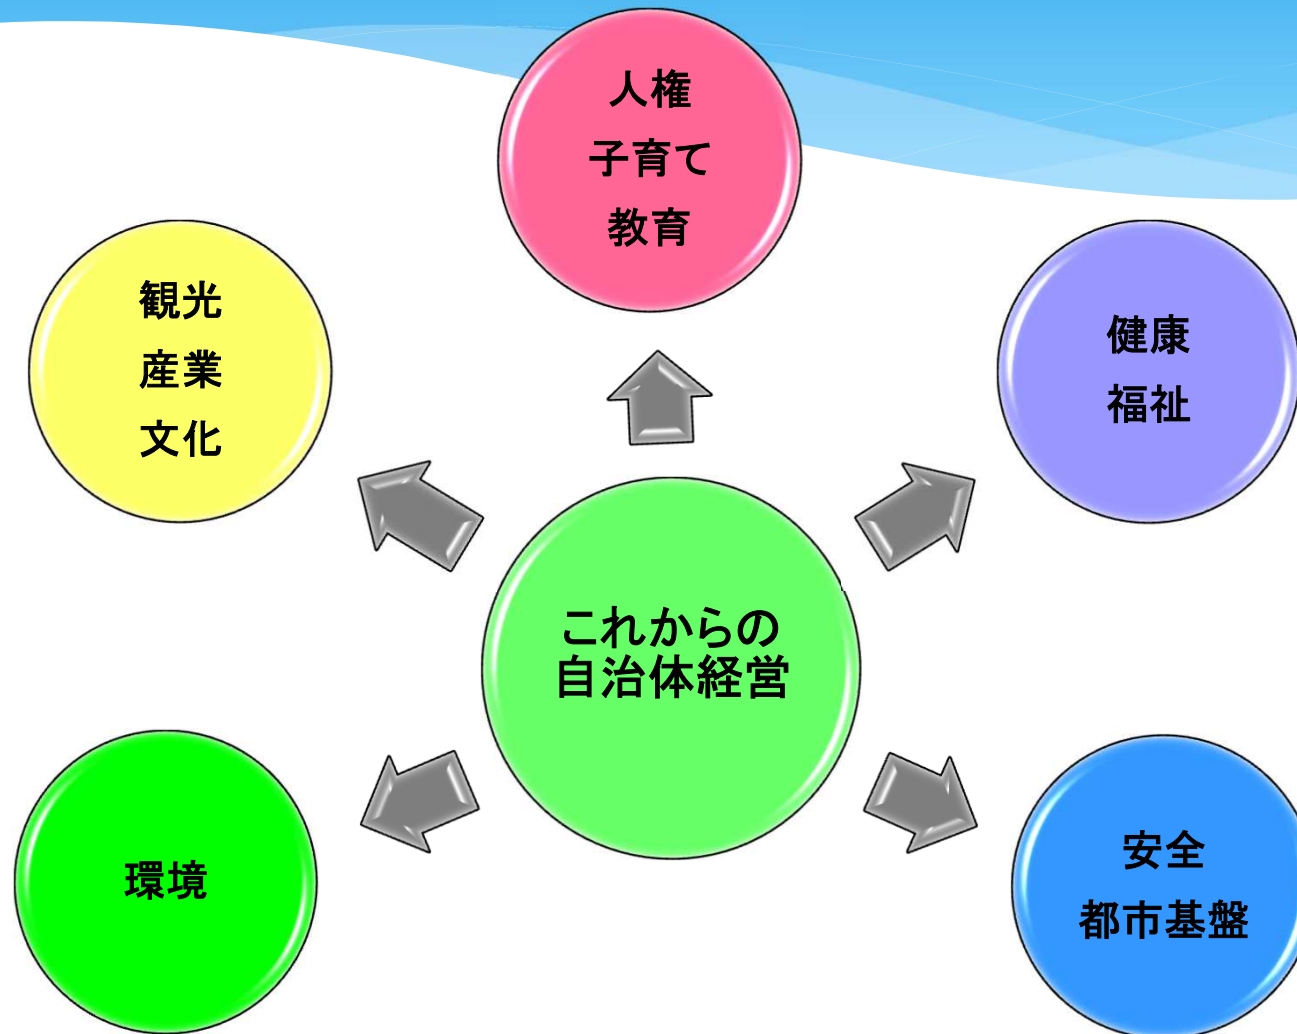 人権
子育て
教育
観光
産業
文化
健康
福祉
これからの
自治体経営
環境
安全
都市基盤